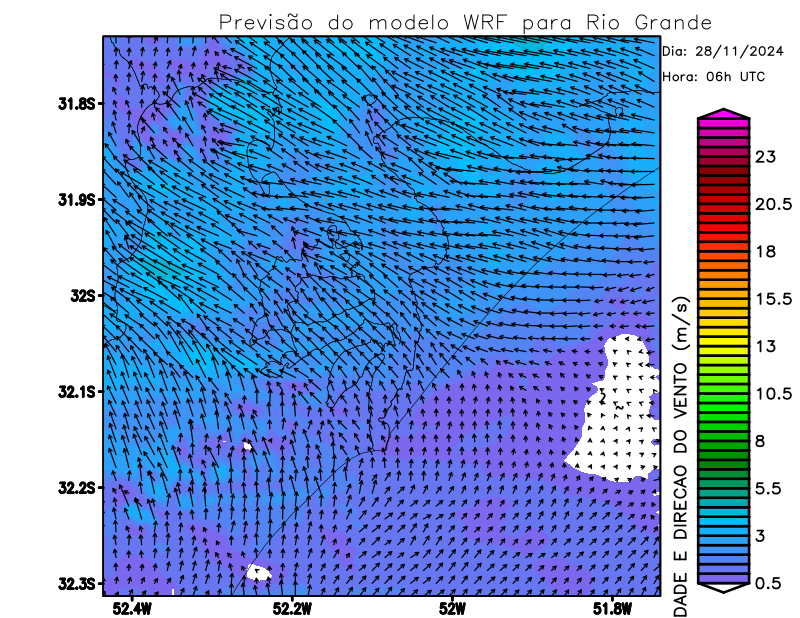 Previsão do modelo WRF para Rio Grande
Dia: 28/11/2024
Hora: 06h UTC
31.8S
31.9S
32S
32.1S
32.2S
32.3S
52.4W
52.2W
52W
51.8W
23
20.5
18
15.5
13
10.5
8
5.5
3
0.5
DADE E DIRECAO DO VENTO (m/s)